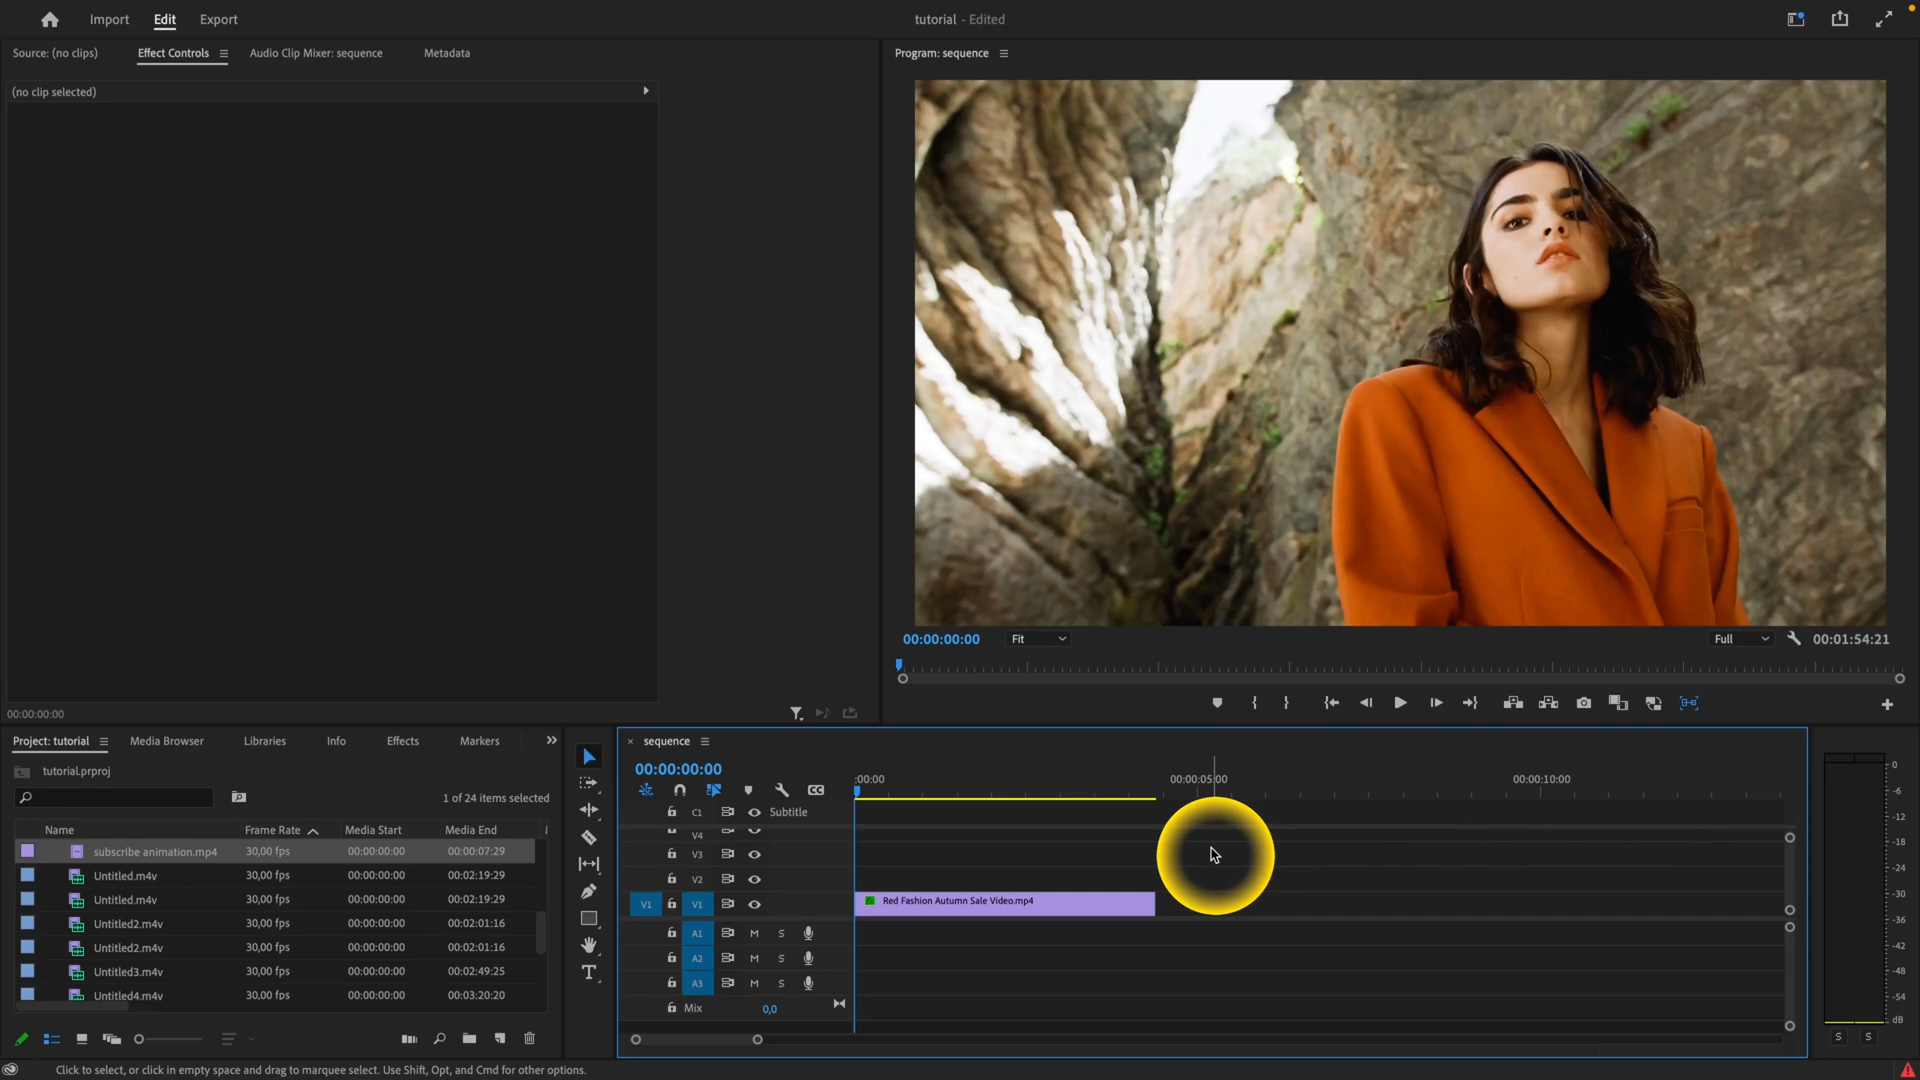 Import Edit Export
tutorial - Edited
Source: (no clips) Effect Controls Audio Clip Mixer: sequence Metadata
Program: sequence
(no clip selected)
00:00:00:00 Fit Full 00:01:54:21
00:00:00:00
Project: tutorial Media Browser Libraries Info Effects Markers
tutorial.prproj
1 of 24 items selected
Name Frame Rate Media Start Media End
subscribe animation.mp4 30,00 fps 00:00:00:00 00:00:07:29
Untitled.m4v 30,00 fps 00:00:00:00 00:02:19:29
Untitled.m4v 30,00 fps 00:00:00:00 00:02:19:29
Untitled2.m4v 30,00 fps 00:00:00:00 00:02:01:16
Untitled2.m4v 30,00 fps 00:00:00:00 00:02:01:16
Untitled3.m4v 30,00 fps 00:00:00:00 00:02:49:25
Untitled4.m4v 30,00 fps 00:00:00:00 00:03:20:20
sequence
00:00:00:00
:00:00 00:00:05:00 00:00:10:00
CC
C1 Subtitle
V4
V3
V2
V1 V1 fx Red Fashion Autumn Sale Video.mp4
A1 M S
A2 M S
A3 M S
Mix 0,0
0
-6
-12
-18
-24
-30
-36
-42
-48
-54
dB
S S
Click to select, or click in empty space and drag to marquee select. Use Shift, Opt, and Cmd for other options.